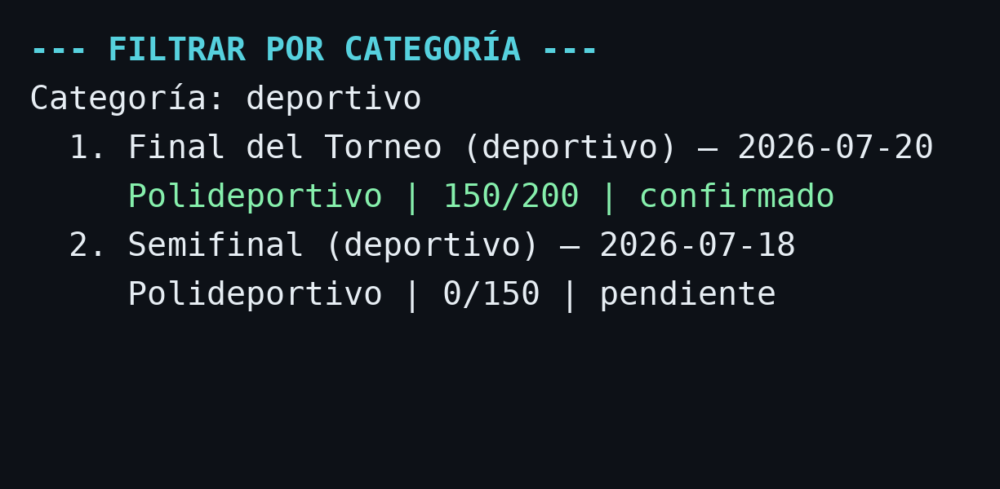 --- FILTRAR POR CATEGORÍA ---
Categoría: deportivo
1. Final del Torneo (deportivo) — 2026-07-20
Polideportivo | 150/200 | confirmado
2. Semifinal (deportivo) — 2026-07-18
Polideportivo | 0/150 | pendiente